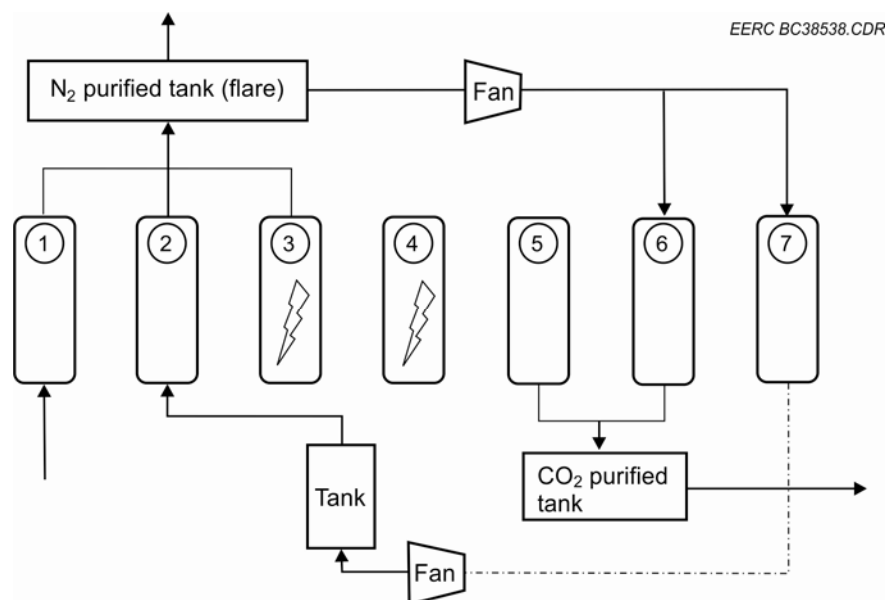 EERC BC38538.CDR
N₂ purified tank (flare)
Fan
1
2
3
4
5
6
7
Tank
CO₂ purified
tank
Fan